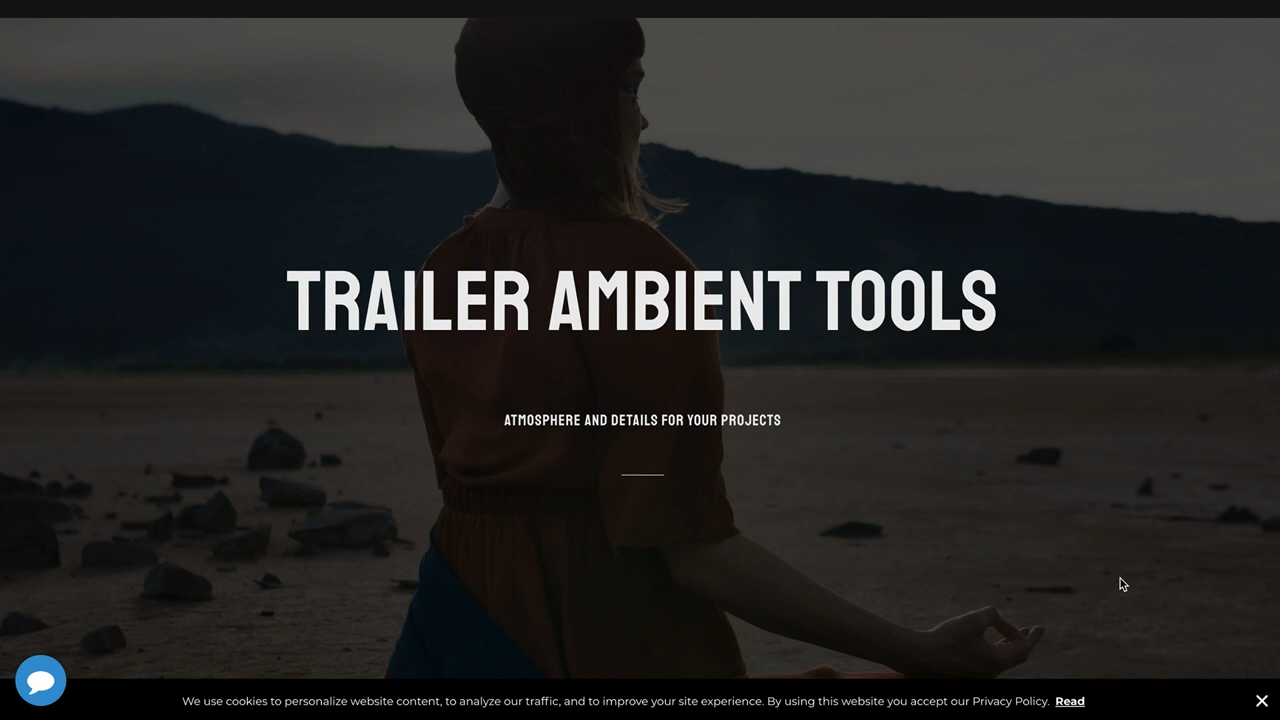 TRAILER AMBIENT TOOLS
ATMOSPHERE AND DETAILS FOR YOUR PROJECTS
We use cookies to personalize website content, to analyze our traffic, and to improve your site experience. By using this website you accept our Privacy Policy. Read